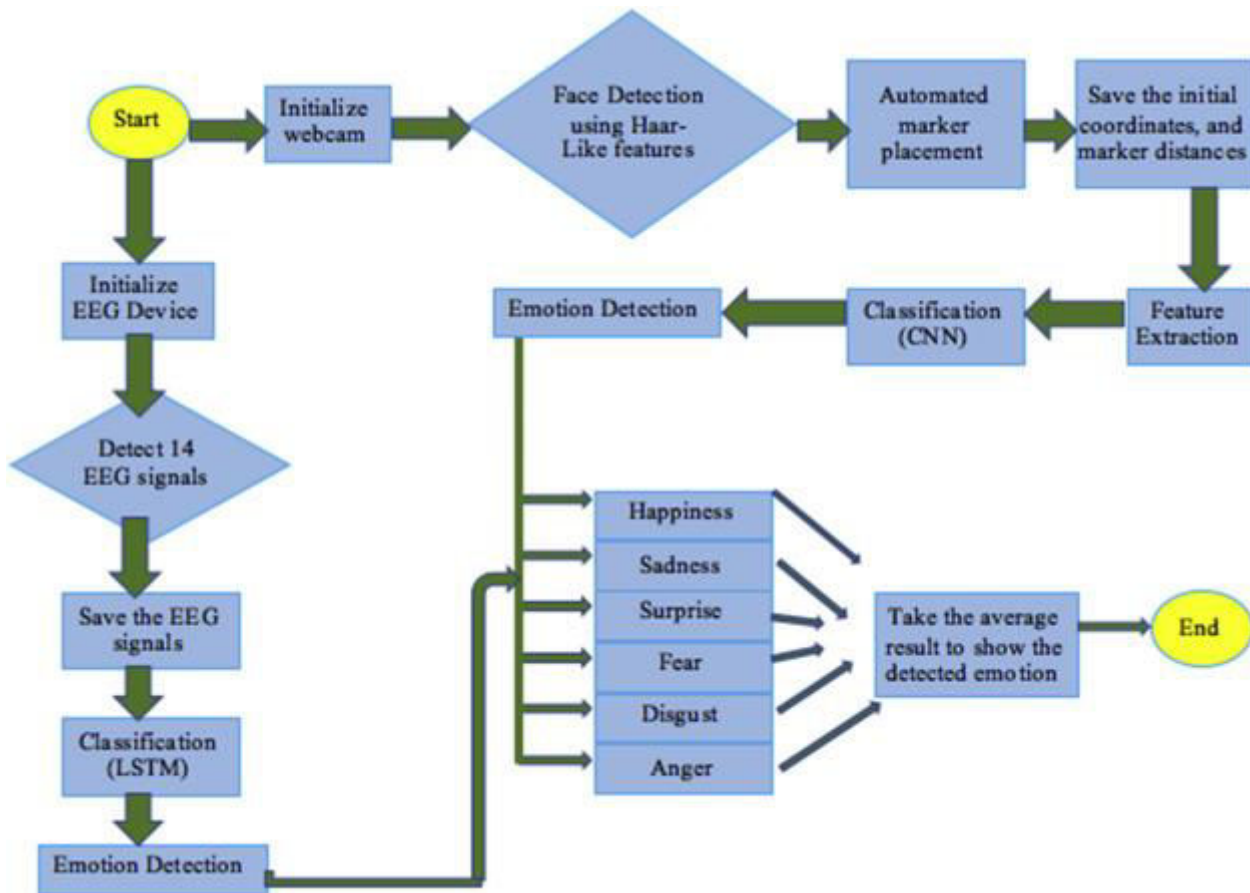 Start
Initialize
webcam
Face Detection
using Haar-
Like features
Automated
marker
placement
Save the initial
coordinates, and
marker distances
Initialize
EEG Device
Emotion Detection
Classification
(CNN)
Feature
Extraction
Detect 14
EEG signals
Happiness
Sadness
Surprise
Fear
Disgust
Anger
Take the average
result to show the
detected emotion
End
Save the EEG
signals
Classification
(LSTM)
Emotion Detection